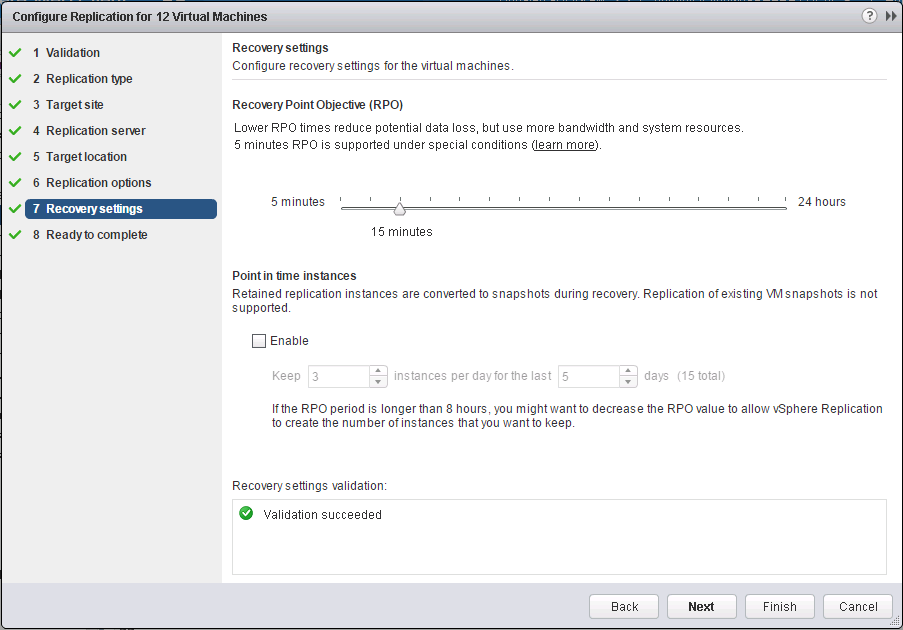 Configure Replication for 12 Virtual Machines
?
1 Validation
2 Replication type
3 Target site
4 Replication server
5 Target location
6 Replication options
7 Recovery settings
8 Ready to complete
Recovery settings
Configure recovery settings for the virtual machines.
Recovery Point Objective (RPO)
Lower RPO times reduce potential data loss, but use more bandwidth and system resources.
5 minutes RPO is supported under special conditions (learn more).
5 minutes
24 hours
15 minutes
Point in time instances
Retained replication instances are converted to snapshots during recovery. Replication of existing VM snapshots is not
supported.
Enable
Keep 3 instances per day for the last 5 days (15 total)
If the RPO period is longer than 8 hours, you might want to decrease the RPO value to allow vSphere Replication
to create the number of instances that you want to keep.
Recovery settings validation:
Validation succeeded
Back Next Finish Cancel